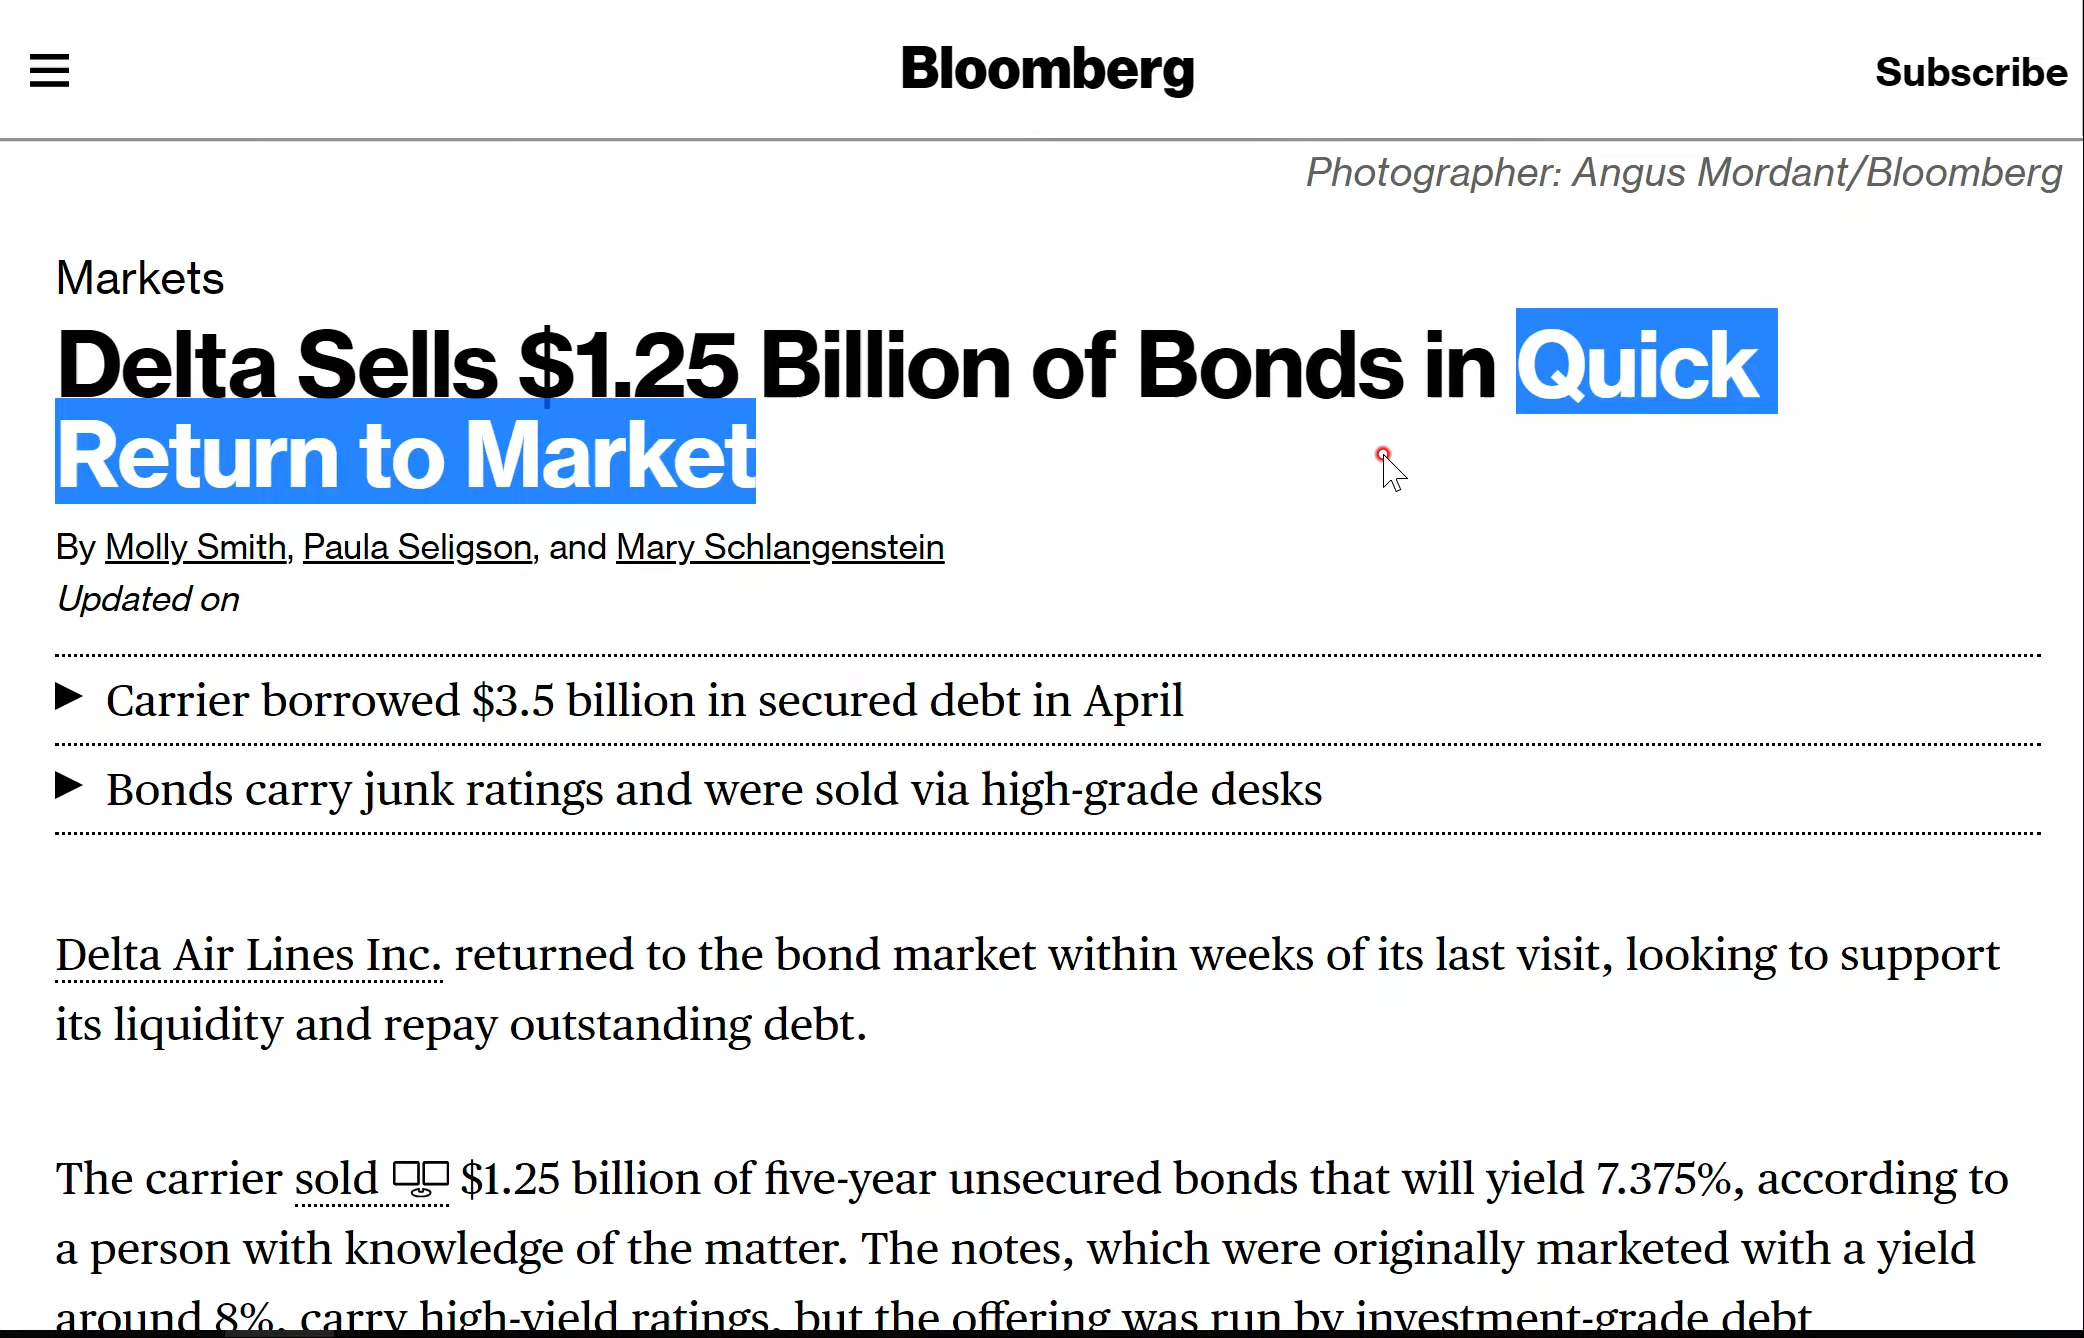 Bloomberg
Subscribe
Photographer: Angus Mordant/Bloomberg
Markets
Delta Sells $1.25 Billion of Bonds in Quick
Return to Market
By Molly Smith, Paula Seligson, and Mary Schlangenstein
Updated on
Carrier borrowed $3.5 billion in secured debt in April
Bonds carry junk ratings and were sold via high-grade desks
Delta Air Lines Inc. returned to the bond market within weeks of its last visit, looking to support
its liquidity and repay outstanding debt.
The carrier sold $1.25 billion of five-year unsecured bonds that will yield 7.375%, according to
a person with knowledge of the matter. The notes, which were originally marketed with a yield
around 8%, carry high-yield ratings, but the offering was run by investment-grade debt